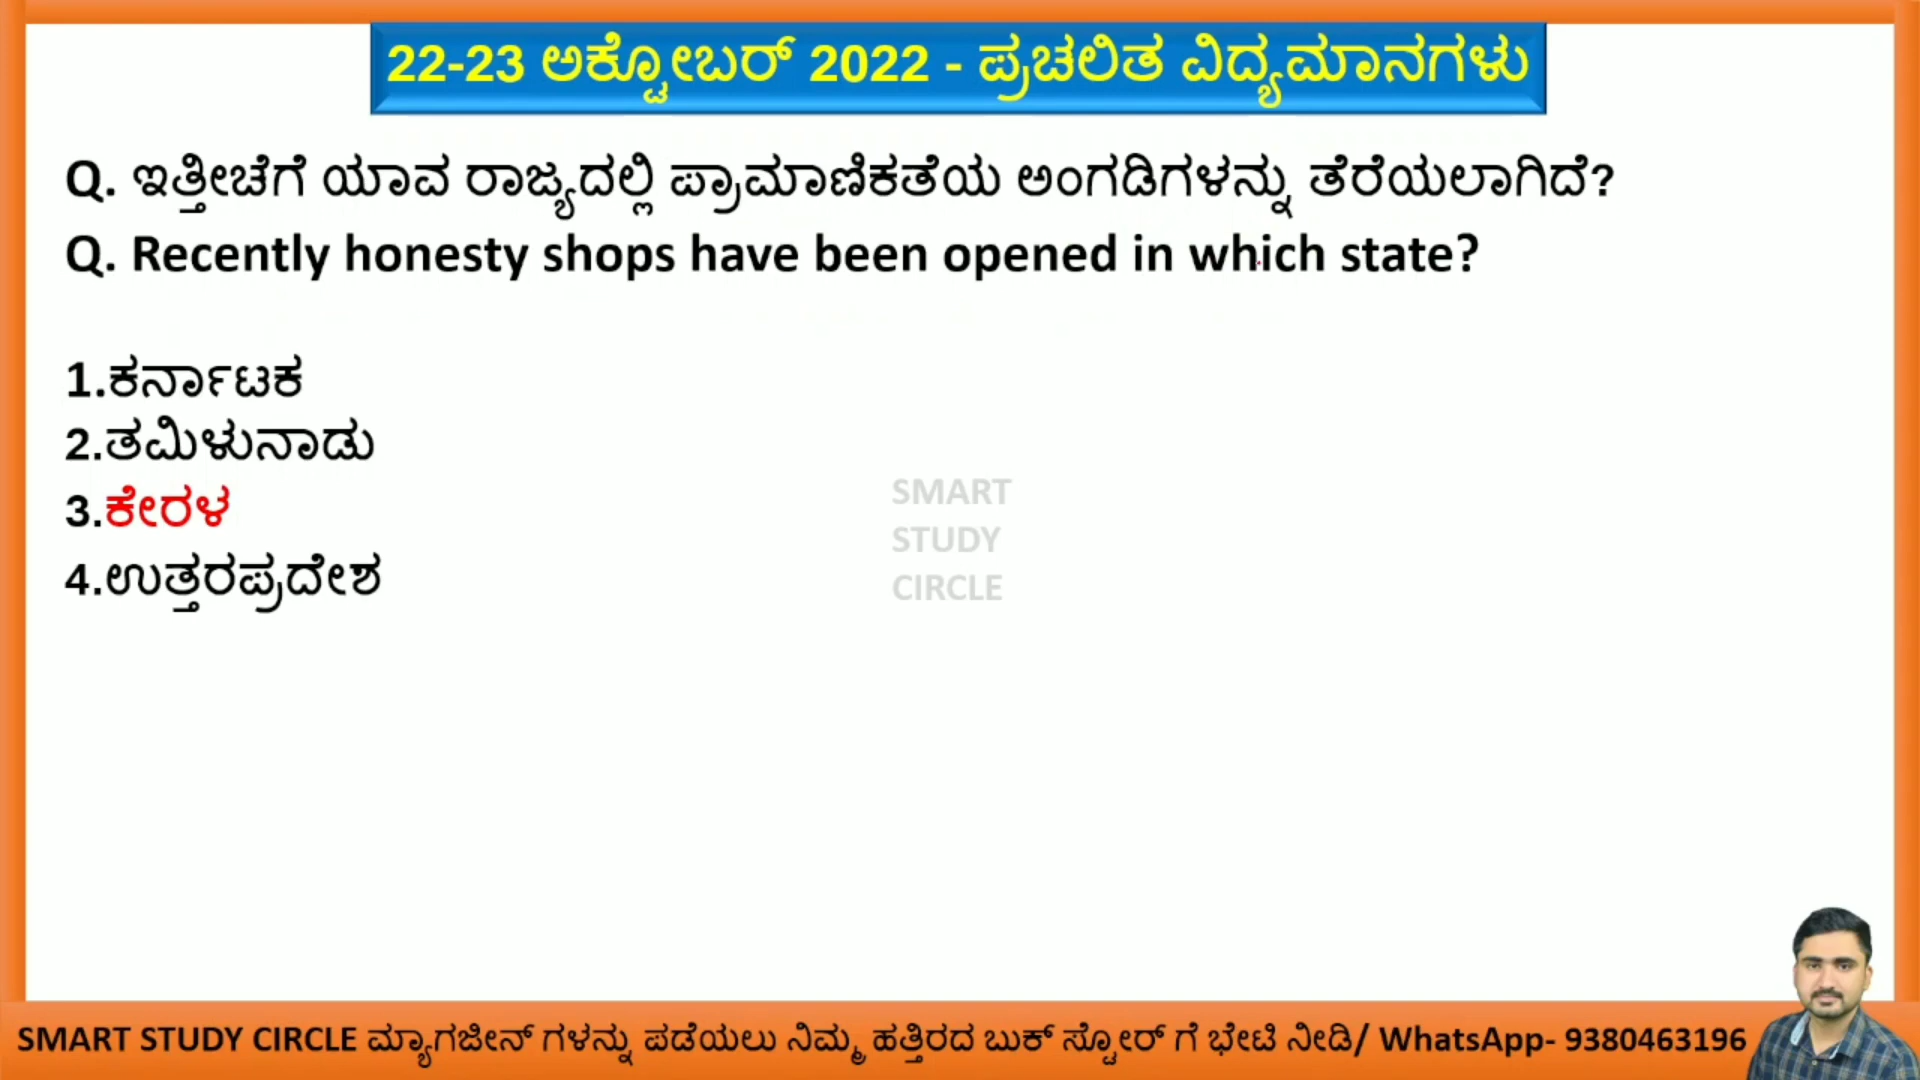 22-23 ಅಕ್ಟೋಬರ್ 2022 - ಪ್ರಚಲಿತ ವಿದ್ಯಮಾನಗಳು
Q. ಇತ್ತೀಚೆಗೆ ಯಾವ ರಾಜ್ಯದಲ್ಲಿ ಪ್ರಾಮಾಣಿಕತೆಯ ಅಂಗಡಿಗಳನ್ನು ತೆರೆಯಲಾಗಿದೆ?
Q. Recently honesty shops have been opened in which state?
1.ಕರ್ನಾಟಕ
2.ತಮಿಳುನಾಡು
3.ಕೇರಳ
4.ಉತ್ತರಪ್ರದೇಶ
SMART
STUDY
CIRCLE
SMART STUDY CIRCLE ಮ್ಯಾಗಜೀನ್ ಗಳನ್ನು ಪಡೆಯಲು ನಿಮ್ಮ ಹತ್ತಿರದ ಬುಕ್ ಸ್ಟೋರ್ ಗೆ ಭೇಟಿ ನೀಡಿ/ WhatsApp- 9380463196